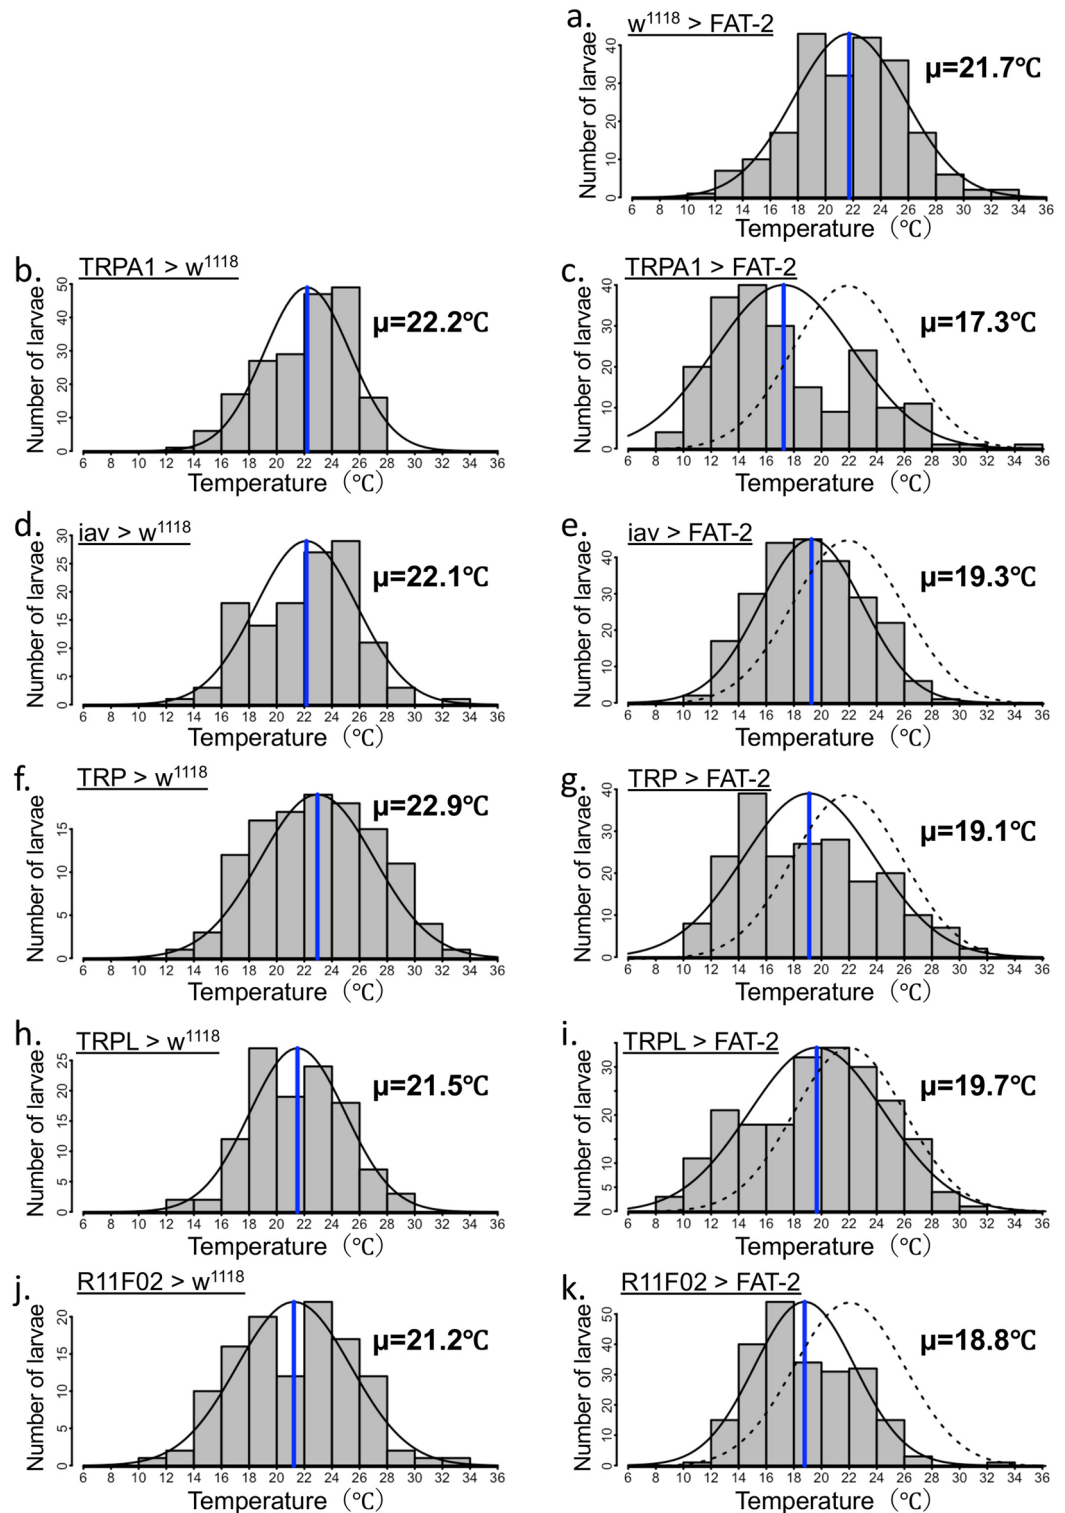 a. w1118 > FAT-2
μ=21.7℃
Number of larvae
0 10 20 30 40
6 8 10 12 14 16 18 20 22 24 26 28 30 32 34 36
Temperature (℃)
b. TRPA1 > w1118
μ=22.2℃
Number of larvae
0 10 20 30 40 50
6 8 10 12 14 16 18 20 22 24 26 28 30 32 34 36
Temperature (℃)
c. TRPA1 > FAT-2
μ=17.3℃
Number of larvae
0 10 20 30 40
6 8 10 12 14 16 18 20 22 24 26 28 30 32 34 36
Temperature (℃)
d. iav > w1118
μ=22.1℃
Number of larvae
0 5 10 15 20 25 30
6 8 10 12 14 16 18 20 22 24 26 28 30 32 34 36
Temperature (℃)
e. iav > FAT-2
μ=19.3℃
Number of larvae
0 10 20 30 40
6 8 10 12 14 16 18 20 22 24 26 28 30 32 34 36
Temperature (℃)
f. TRP > w1118
μ=22.9℃
Number of larvae
0 5 10 15
6 8 10 12 14 16 18 20 22 24 26 28 30 32 34 36
Temperature (℃)
g. TRP > FAT-2
μ=19.1℃
Number of larvae
0 10 20 30 40
6 8 10 12 14 16 18 20 22 24 26 28 30 32 34 36
Temperature (℃)
h. TRPL > w1118
μ=21.5℃
Number of larvae
0 5 10 15 20 25
6 8 10 12 14 16 18 20 22 24 26 28 30 32 34 36
Temperature (℃)
i. TRPL > FAT-2
μ=19.7℃
Number of larvae
0 5 10 20 30
6 8 10 12 14 16 18 20 22 24 26 28 30 32 34 36
Temperature (℃)
j. R11F02 > w1118
μ=21.2℃
Number of larvae
0 5 10 15 20
6 8 10 12 14 16 18 20 22 24 26 28 30 32 34 36
Temperature (℃)
k. R11F02 > FAT-2
μ=18.8℃
Number of larvae
0 10 20 30 40 50
6 8 10 12 14 16 18 20 22 24 26 28 30 32 34 36
Temperature (℃)